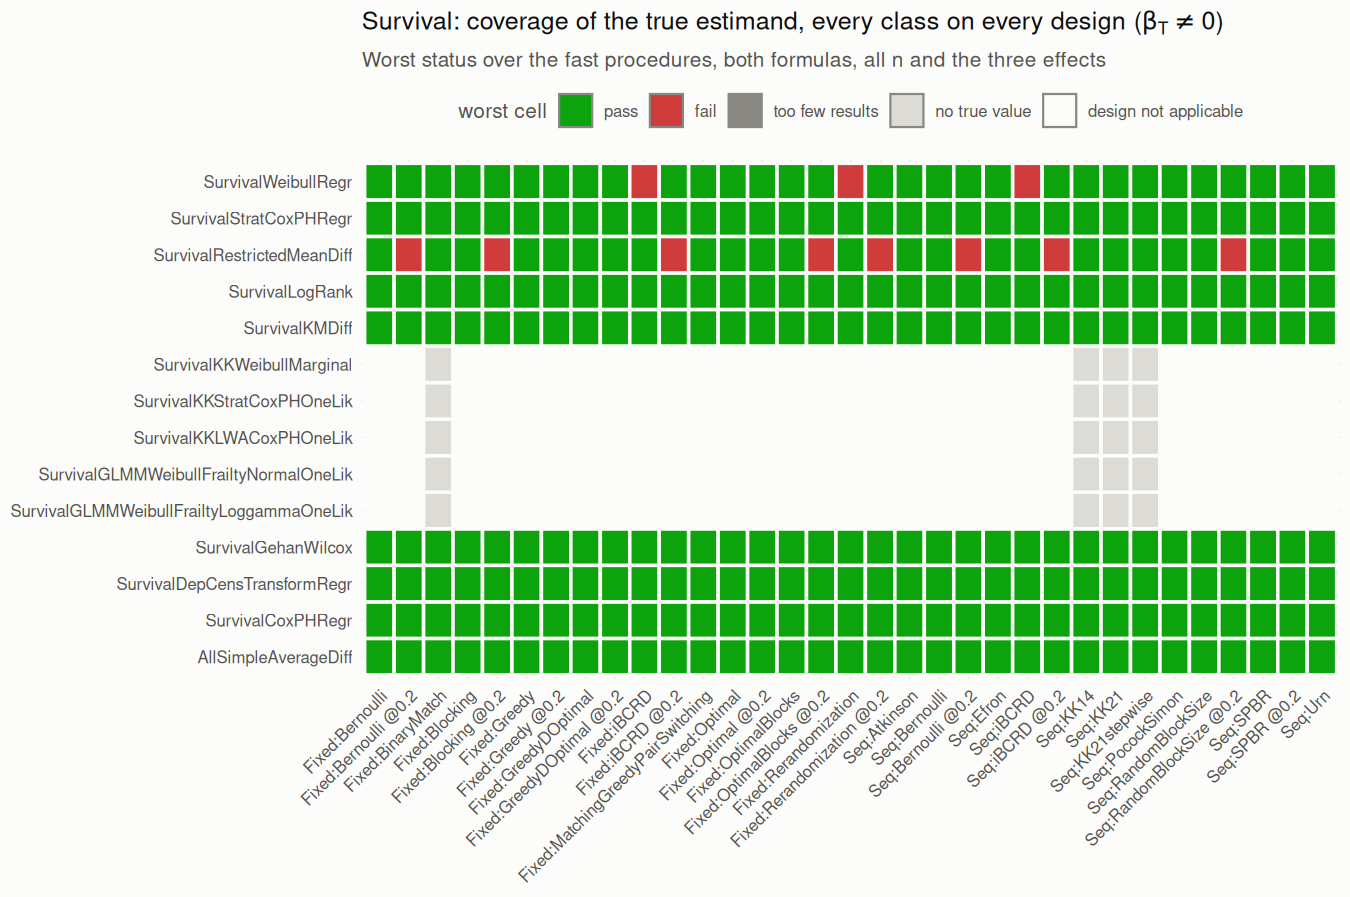 Survival: coverage of the true estimand, every class on every design (βT ≠ 0)
Worst status over the fast procedures, both formulas, all n and the three effects
worst cell pass fail too few results no true value design not applicable
SurvivalWeibullRegr
SurvivalStratCoxPHRegr
SurvivalRestrictedMeanDiff
SurvivalLogRank
SurvivalKMDiff
SurvivalKKWeibullMarginal
SurvivalKKStratCoxPHOneLik
SurvivalKKLWACoxPHOneLik
SurvivalGLMMWeibullFrailtyNormalOneLik
SurvivalGLMMWeibullFrailtyLoggammaOneLik
SurvivalGehanWilcox
SurvivalDepCensTransformRegr
SurvivalCoxPHRegr
AllSimpleAverageDiff
Fixed:Bernoulli
Fixed:Bernoulli @0.2
Fixed:BinaryMatch
Fixed:Blocking
Fixed:Blocking @0.2
Fixed:Greedy
Fixed:Greedy @0.2
Fixed:GreedyDOptimal
Fixed:GreedyDOptimal @0.2
Fixed:iBCRD
Fixed:iBCRD @0.2
Fixed:MatchingGreedyPairSwitching
Fixed:Optimal
Fixed:Optimal @0.2
Fixed:OptimalBlocks
Fixed:OptimalBlocks @0.2
Fixed:Rerandomization
Fixed:Rerandomization @0.2
Seq:Atkinson
Seq:Bernoulli
Seq:Bernoulli @0.2
Seq:Efron
Seq:iBCRD
Seq:iBCRD @0.2
Seq:KK14
Seq:KK21
Seq:KK21stepwise
Seq:PocockSimon
Seq:RandomBlockSize
Seq:RandomBlockSize @0.2
Seq:SPBR
Seq:SPBR @0.2
Seq:Urn